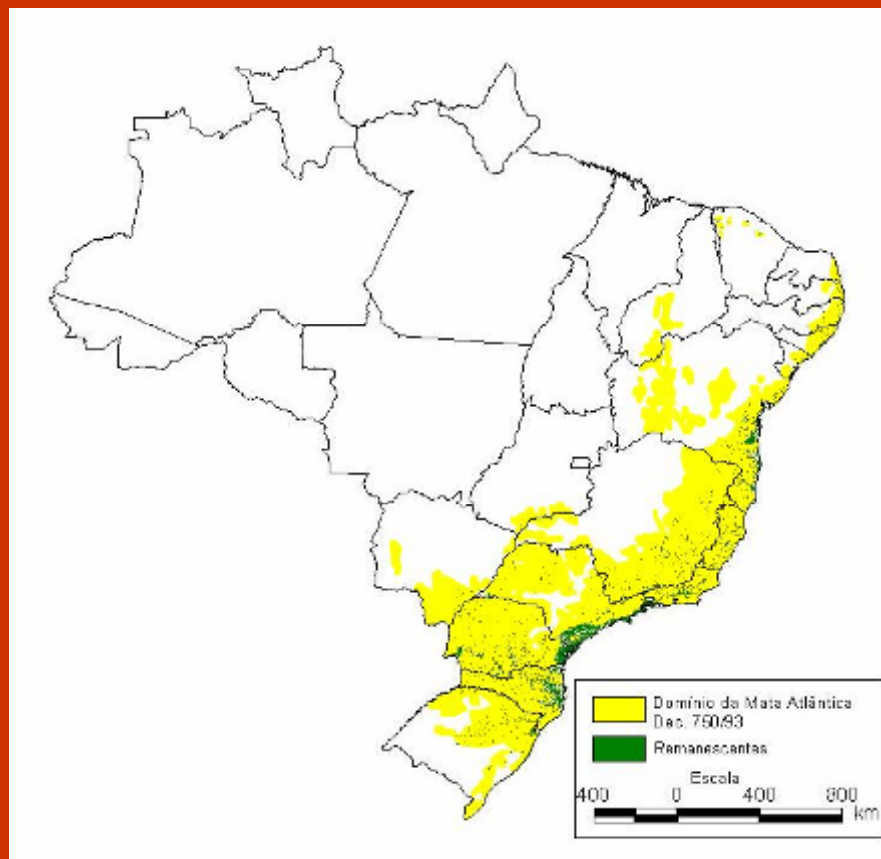 Domínio da Mata Atlântica
Dec. 750/93
Remanescentes
Escala
400 0 400 800
km